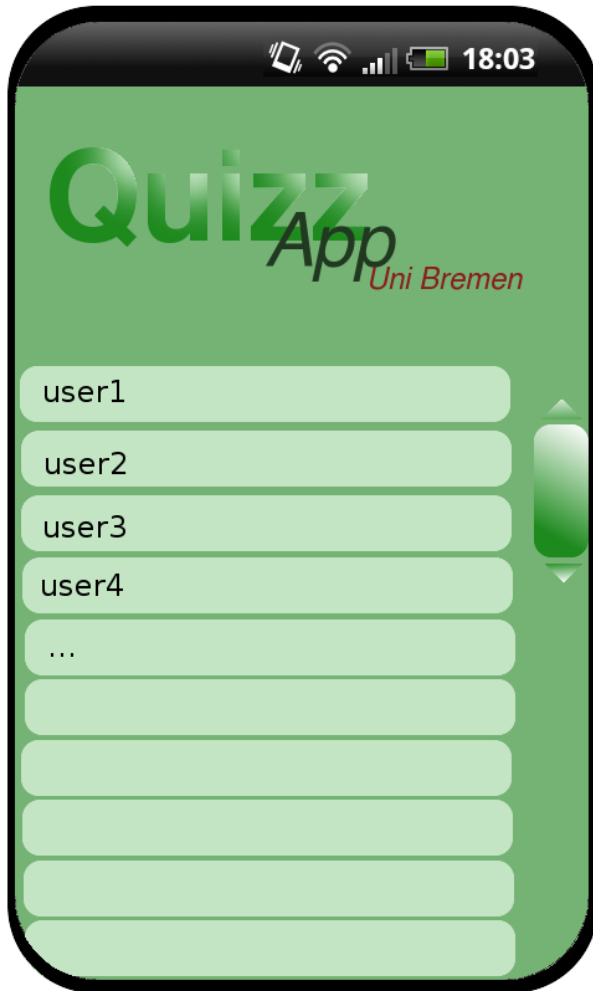 18:03
Quizz
App
Uni Bremen
user1
user2
user3
user4
...